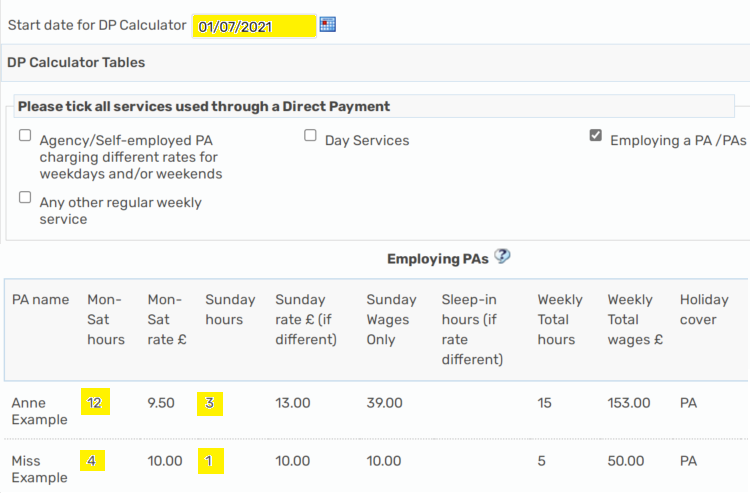 Start date for DP Calculator 01/07/2021
DP Calculator Tables
Please tick all services used through a Direct Payment
Agency/Self-employed PA
charging different rates for
weekdays and/or weekends
Day Services
Employing a PA /PAs
Any other regular weekly
service
Employing PAs
PA name Mon-Sat hours Mon-Sat rate £ Sunday hours Sunday rate £ (if different) Sunday Wages Only Sleep-in hours (if rate different) Weekly Total hours Weekly Total wages £ Holiday cover
Anne Example 12 9.50 3 13.00 39.00 15 153.00 PA
Miss Example 4 10.00 1 10.00 10.00 5 50.00 PA